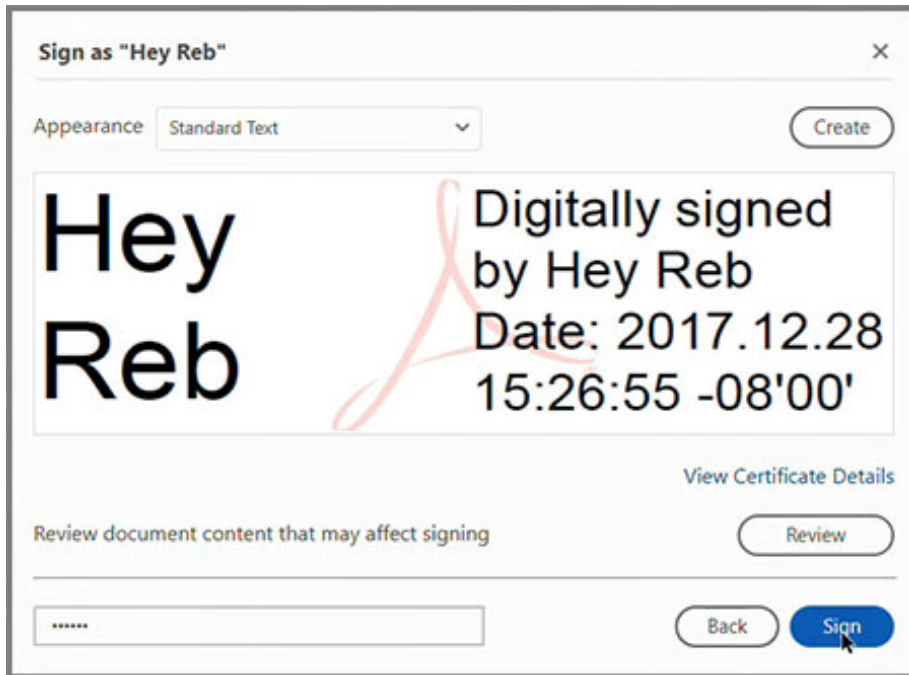 Sign as "Hey Reb"
Appearance
Standard Text
Create
Hey
Reb
Digitally signed
by Hey Reb
Date: 2017.12.28
15:26:55 -08'00'
View Certificate Details
Review document content that may affect signing
Review
••••••
Back
Sign